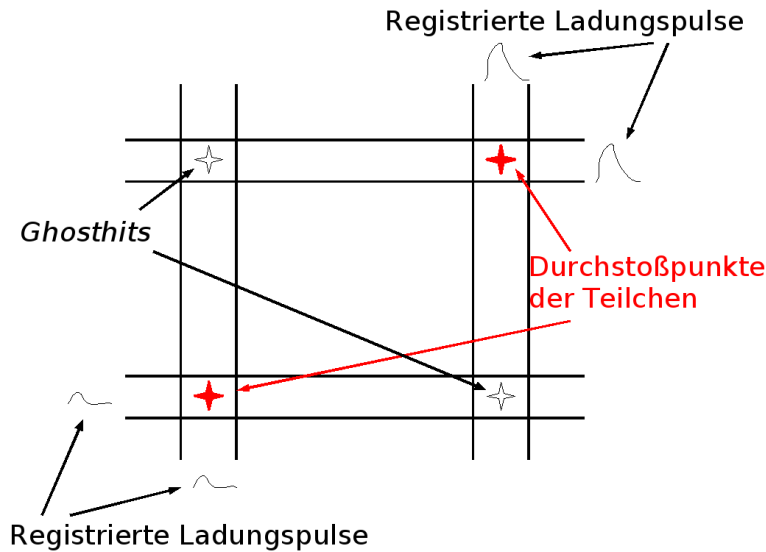 Registrierte Ladungspulse
Ghosthits
Durchstoßpunkte
der Teilchen
Registrierte Ladungspulse